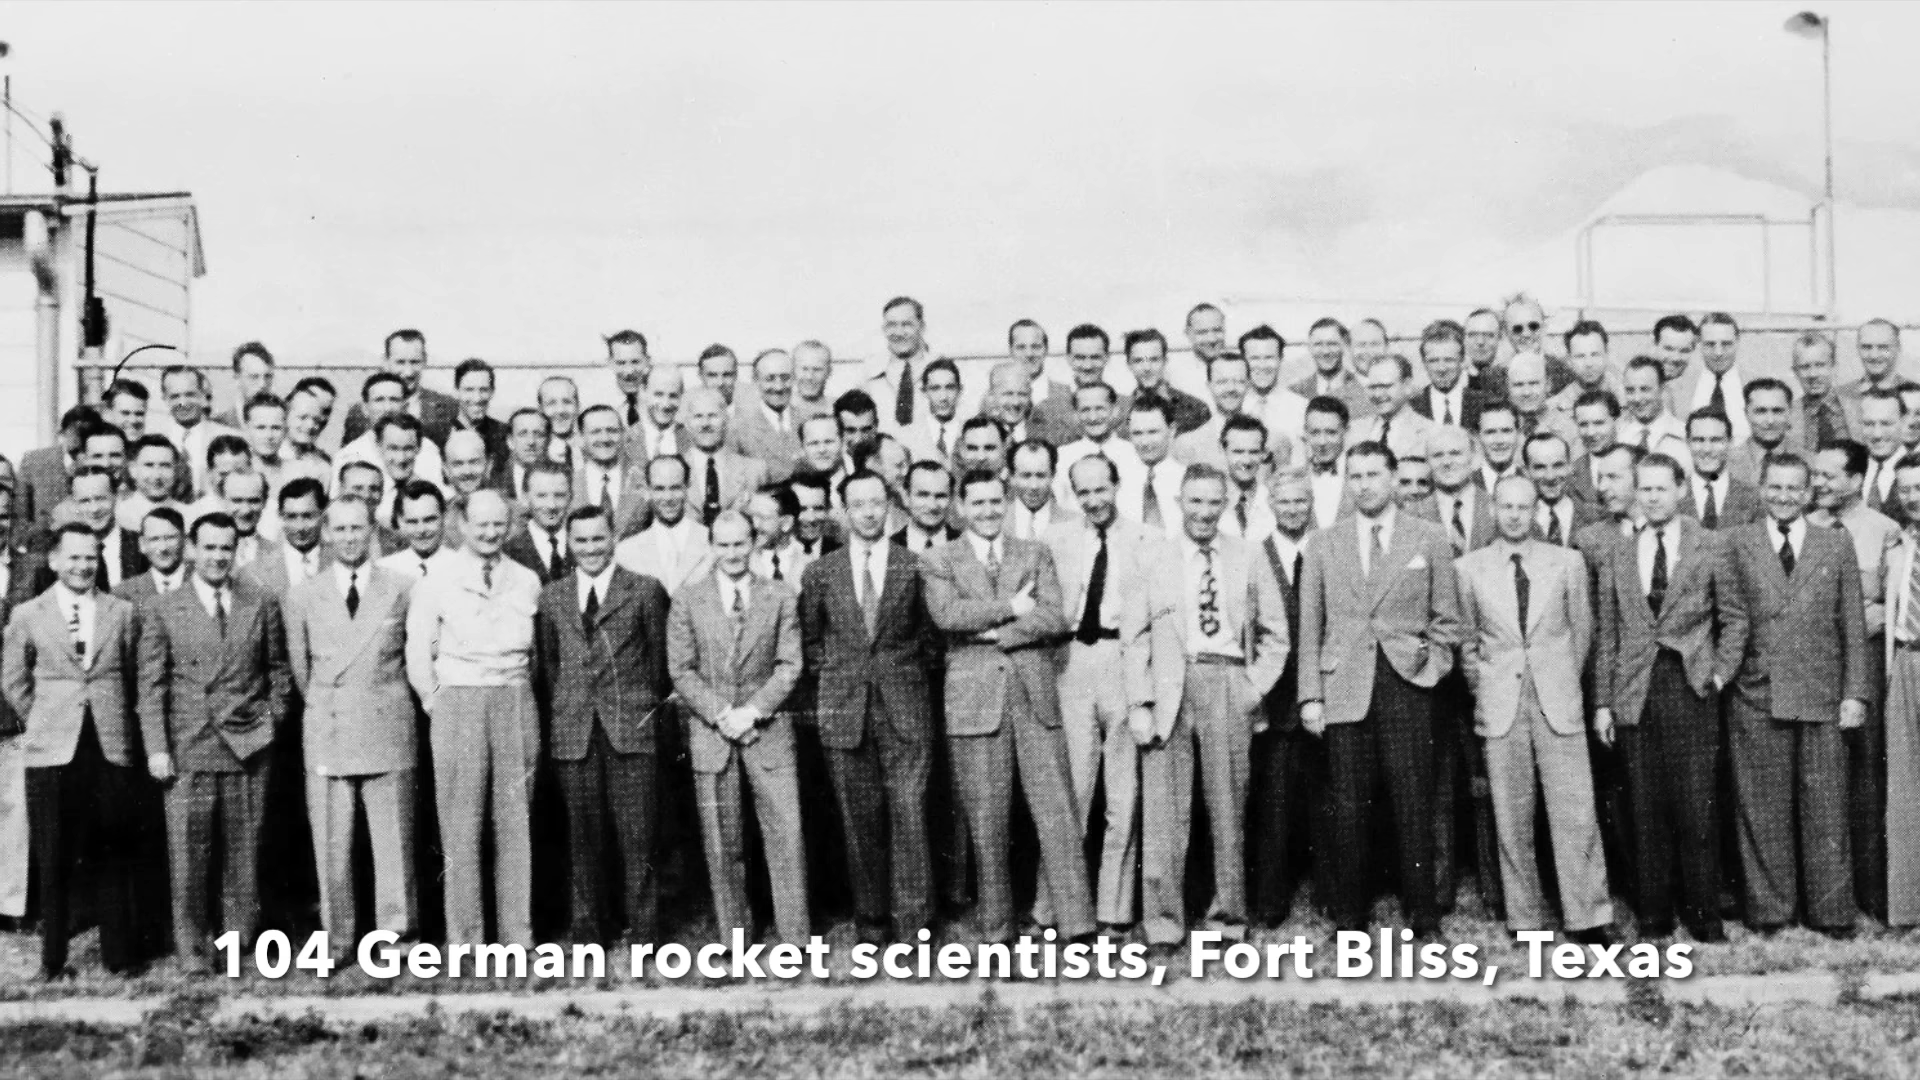 104 German rocket scientists, Fort Bliss, Texas